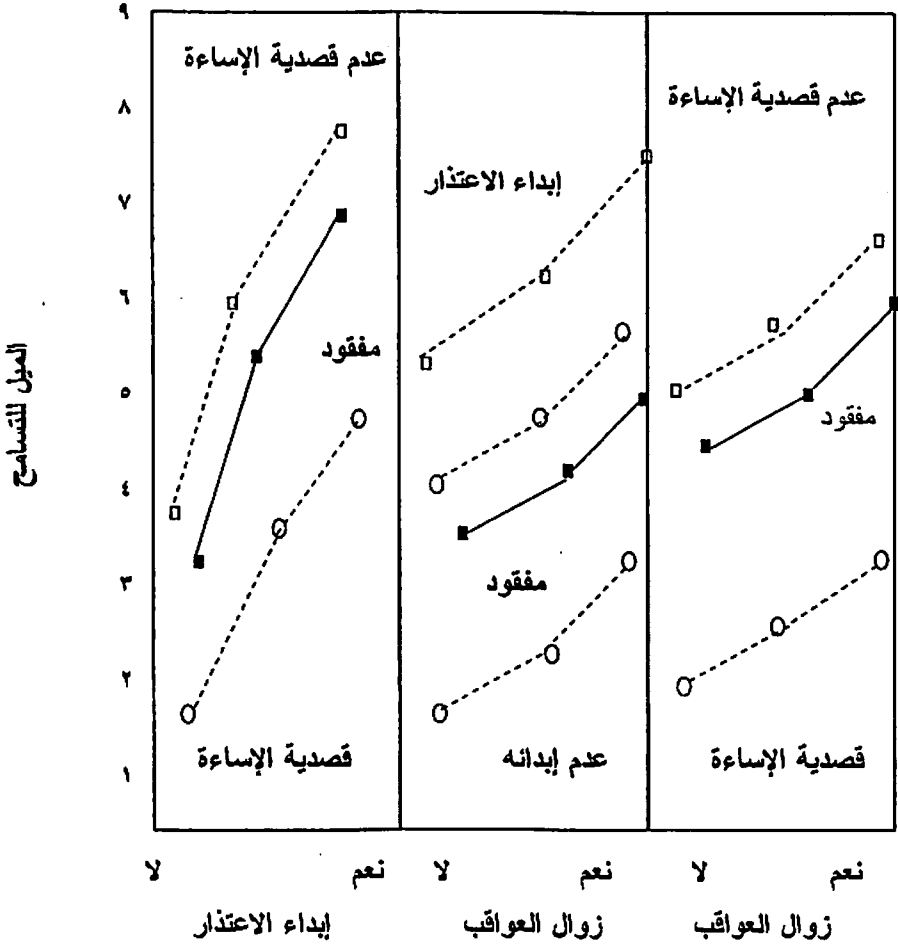 ٩
عدم قصدية الإساءة
عدم قصدية الإساءة
٨
إبداء الاعتذار
٧
٦
مفقود
الميل للتسامح
٥
مفقود
٤
٣
مفقود
٢
قصدية الإساءة
عدم إبدائه
قصدية الإساءة
١
لا
نعم
لا
نعم
لا
نعم
إبداء الاعتذار
زوال العواقب
زوال العواقب